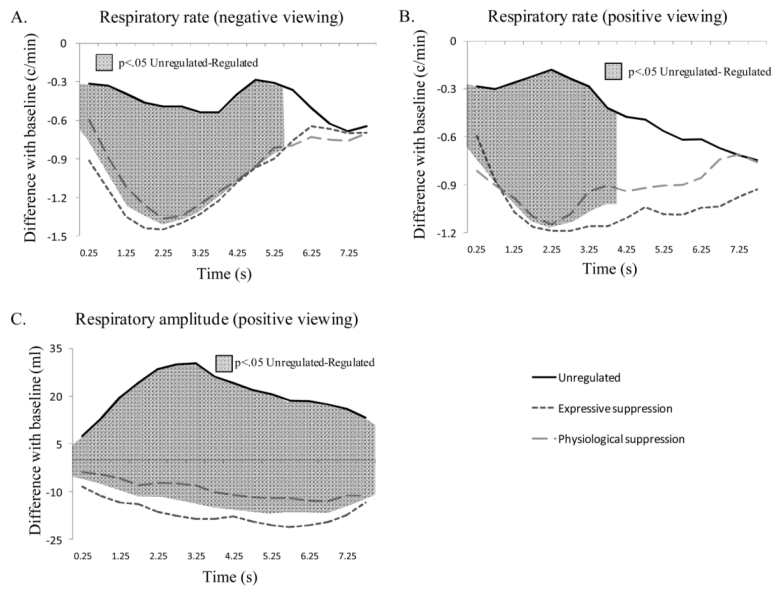 A. Respiratory rate (negative viewing)
Difference with baseline (c/min)
0
-0.3
-0.6
-0.9
-1.2
-1.5
p<.05 Unregulated-Regulated
0.25 1.25 2.25 3.25 4.25 5.25 6.25 7.25
Time (s)
B. Respiratory rate (positive viewing)
Difference with baseline (c/min)
0
-0.3
-0.6
-0.9
-1.2
p<.05 Unregulated- Regulated
0.25 1.25 2.25 3.25 4.25 5.25 6.25 7.25
Time (s)
C. Respiratory amplitude (positive viewing)
Difference with baseline (ml)
35
20
5
-10
-25
p<.05 Unregulated-Regulated
0.25 1.25 2.25 3.25 4.25 5.25 6.25 7.25
Time (s)
Unregulated
Expressive suppression
Physiological suppression